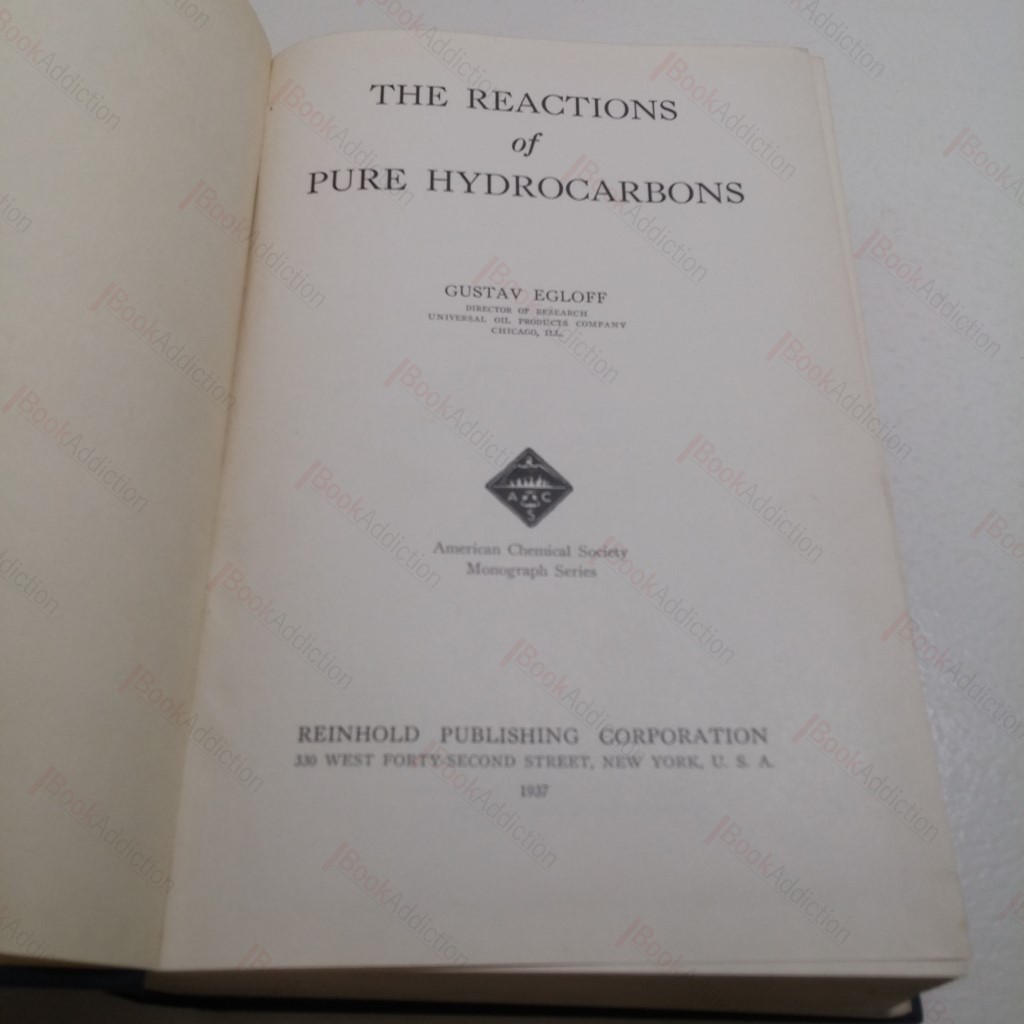 THE REACTIONS
of
PURE HYDROCARBONS
GUSTAV EGLOFF
DIRECTOR OF RESEARCH
UNIVERSAL OIL PRODUCTS COMPANY
CHICAGO, ILL.
A C
S
American Chemical Society
Monograph Series
REINHOLD PUBLISHING CORPORATION
330 WEST FORTY-SECOND STREET, NEW YORK, U. S. A.
1937
BookAddiction